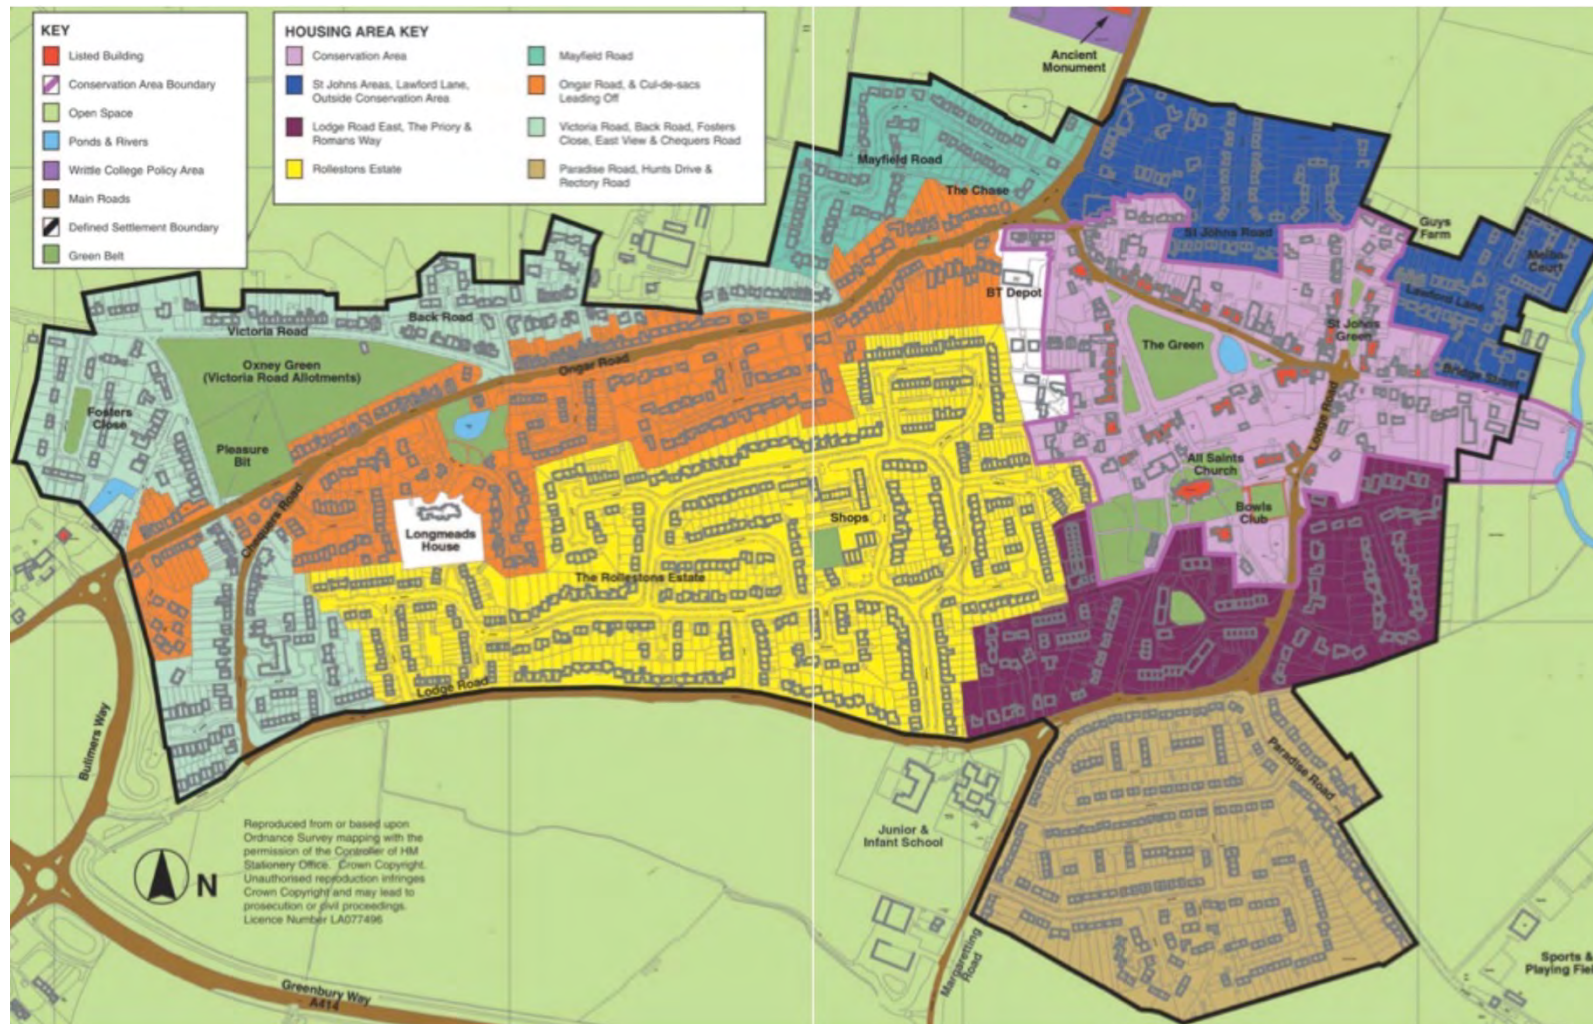 KEY
Listed Building
Conservation Area Boundary
Open Space
Ponds & Rivers
Writtle College Policy Area
Main Roads
Defined Settlement Boundary
Green Belt
HOUSING AREA KEY
Conservation Area
St Johns Areas, Lawford Lane,
Outside Conservation Area
Lodge Road East, The Priory &
Romans Way
Rollestons Estate
Mayfield Road
Ongar Road, & Cul-de-sacs
Leading Off
Victoria Road, Back Road, Fosters
Close, East View & Chequers Road
Paradise Road, Hunts Drive &
Rectory Road
Ancient
Monument
Mayfield Road
The Chase
St Johns Road
Guys
Farm
Court
Lawford Lane
BT Depot
St Johns
Green
Bridge Street
The Green
Lodge Road
Victoria Road
Back Road
Oxney Green
(Victoria Road Allotments)
Ongar Road
Fosters
Close
Pleasure
Bit
All Saints
Church
Bowls
Club
Chequers Road
Longmeads
House
Shops
The Rollestons Estate
Lodge Road
Bullmers Way
Paradise Road
Junior &
Infant School
Reproduced from or based upon
Ordnance Survey mapping with the
permission of the Controller of HM
Stationery Office. Crown Copyright.
Unauthorised reproduction infringes
Crown Copyright and may lead to
prosecution or civil proceedings.
Licence Number LA077496
N
Margaretting
Road
Sports &
Playing Fiel
Greenbury Way
A414